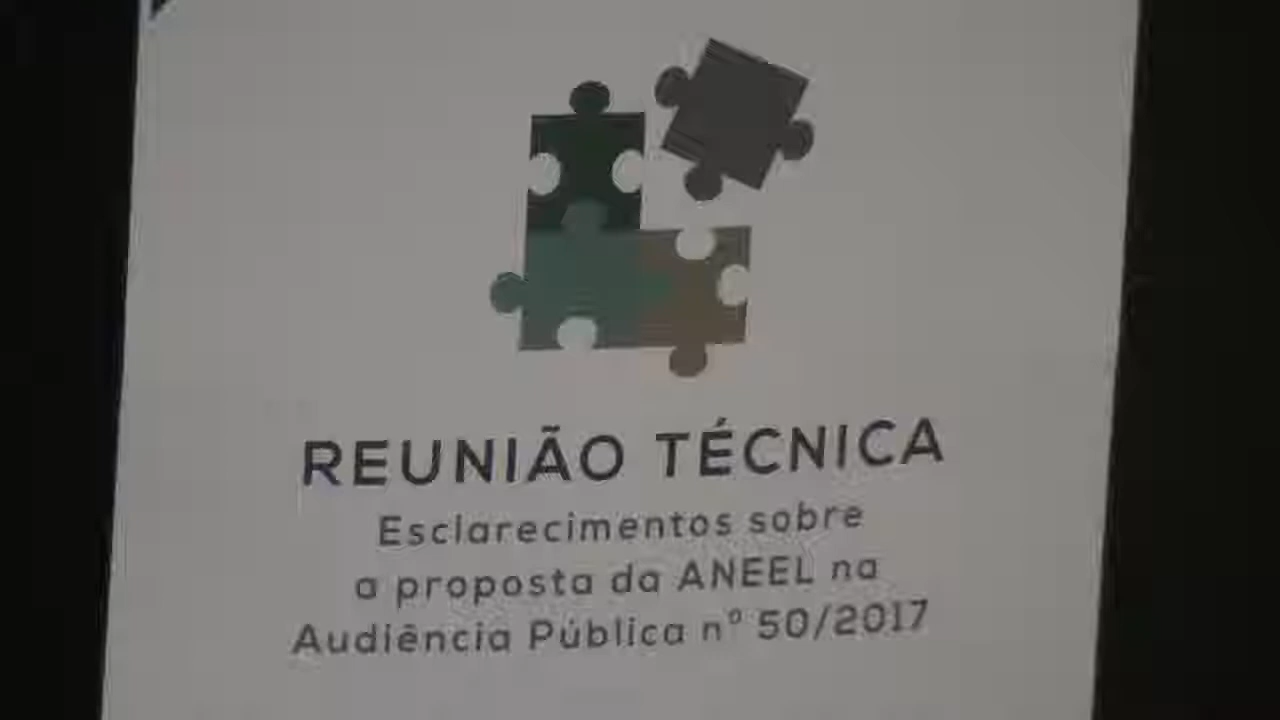 REUNIÃO TÉCNICA
Esclarecimentos sobre
a proposta da ANEEL na
Audiência Pública nº 50/2017